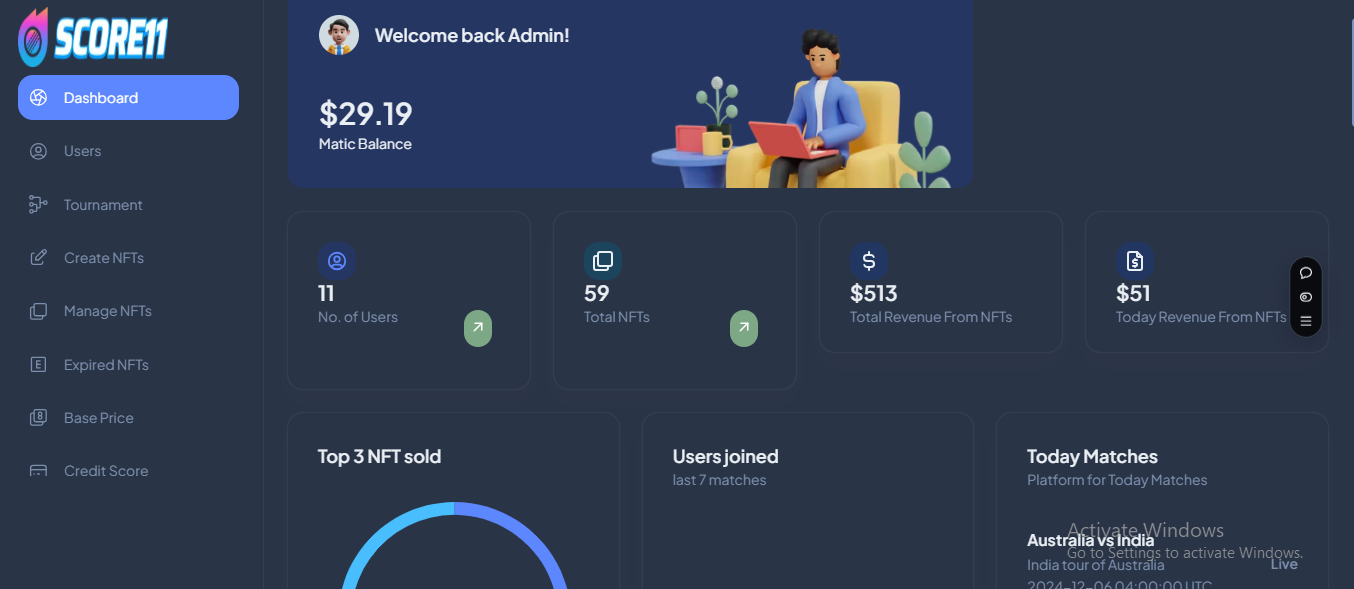 SCORE11
Dashboard
Users
Tournament
Create NFTs
Manage NFTs
Expired NFTs
Base Price
Credit Score
Welcome back Admin!
$29.19
Matic Balance
11
No. of Users
59
Total NFTs
$513
Total Revenue From NFTs
$51
Today Revenue From NFTs
Top 3 NFT sold
Users joined
last 7 matches
Today Matches
Platform for Today Matches
Australia vs India
India tour of Australia
Live
2024-12-06 04:00:00 UTC
Activate Windows
Go to Settings to activate Windows.